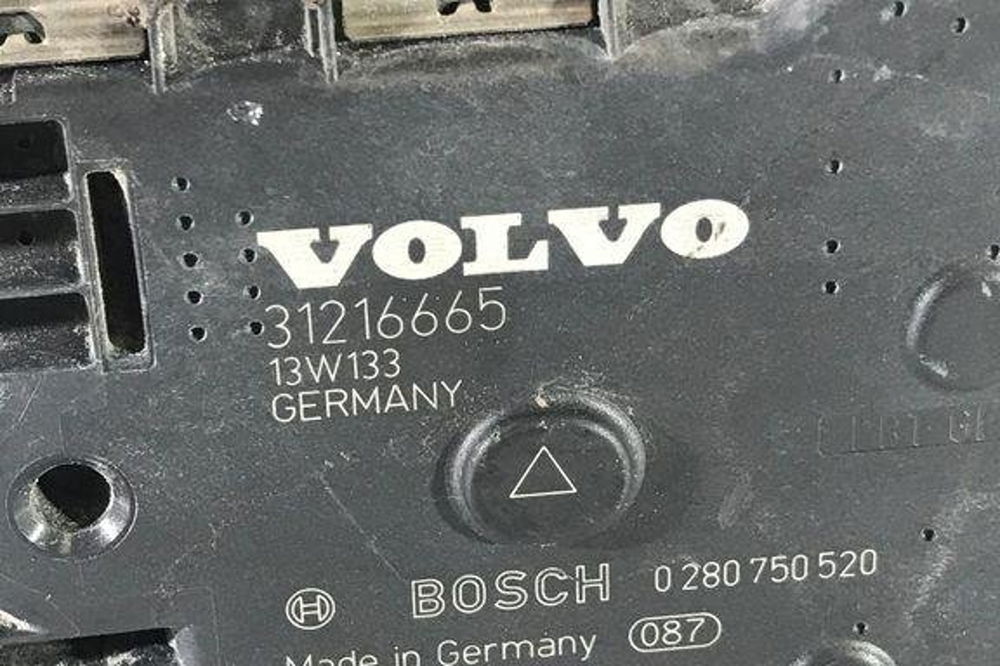 VOLVO
31216665
13W133
GERMANY
BOSCH 0 280 750 520
Made in Germany 087